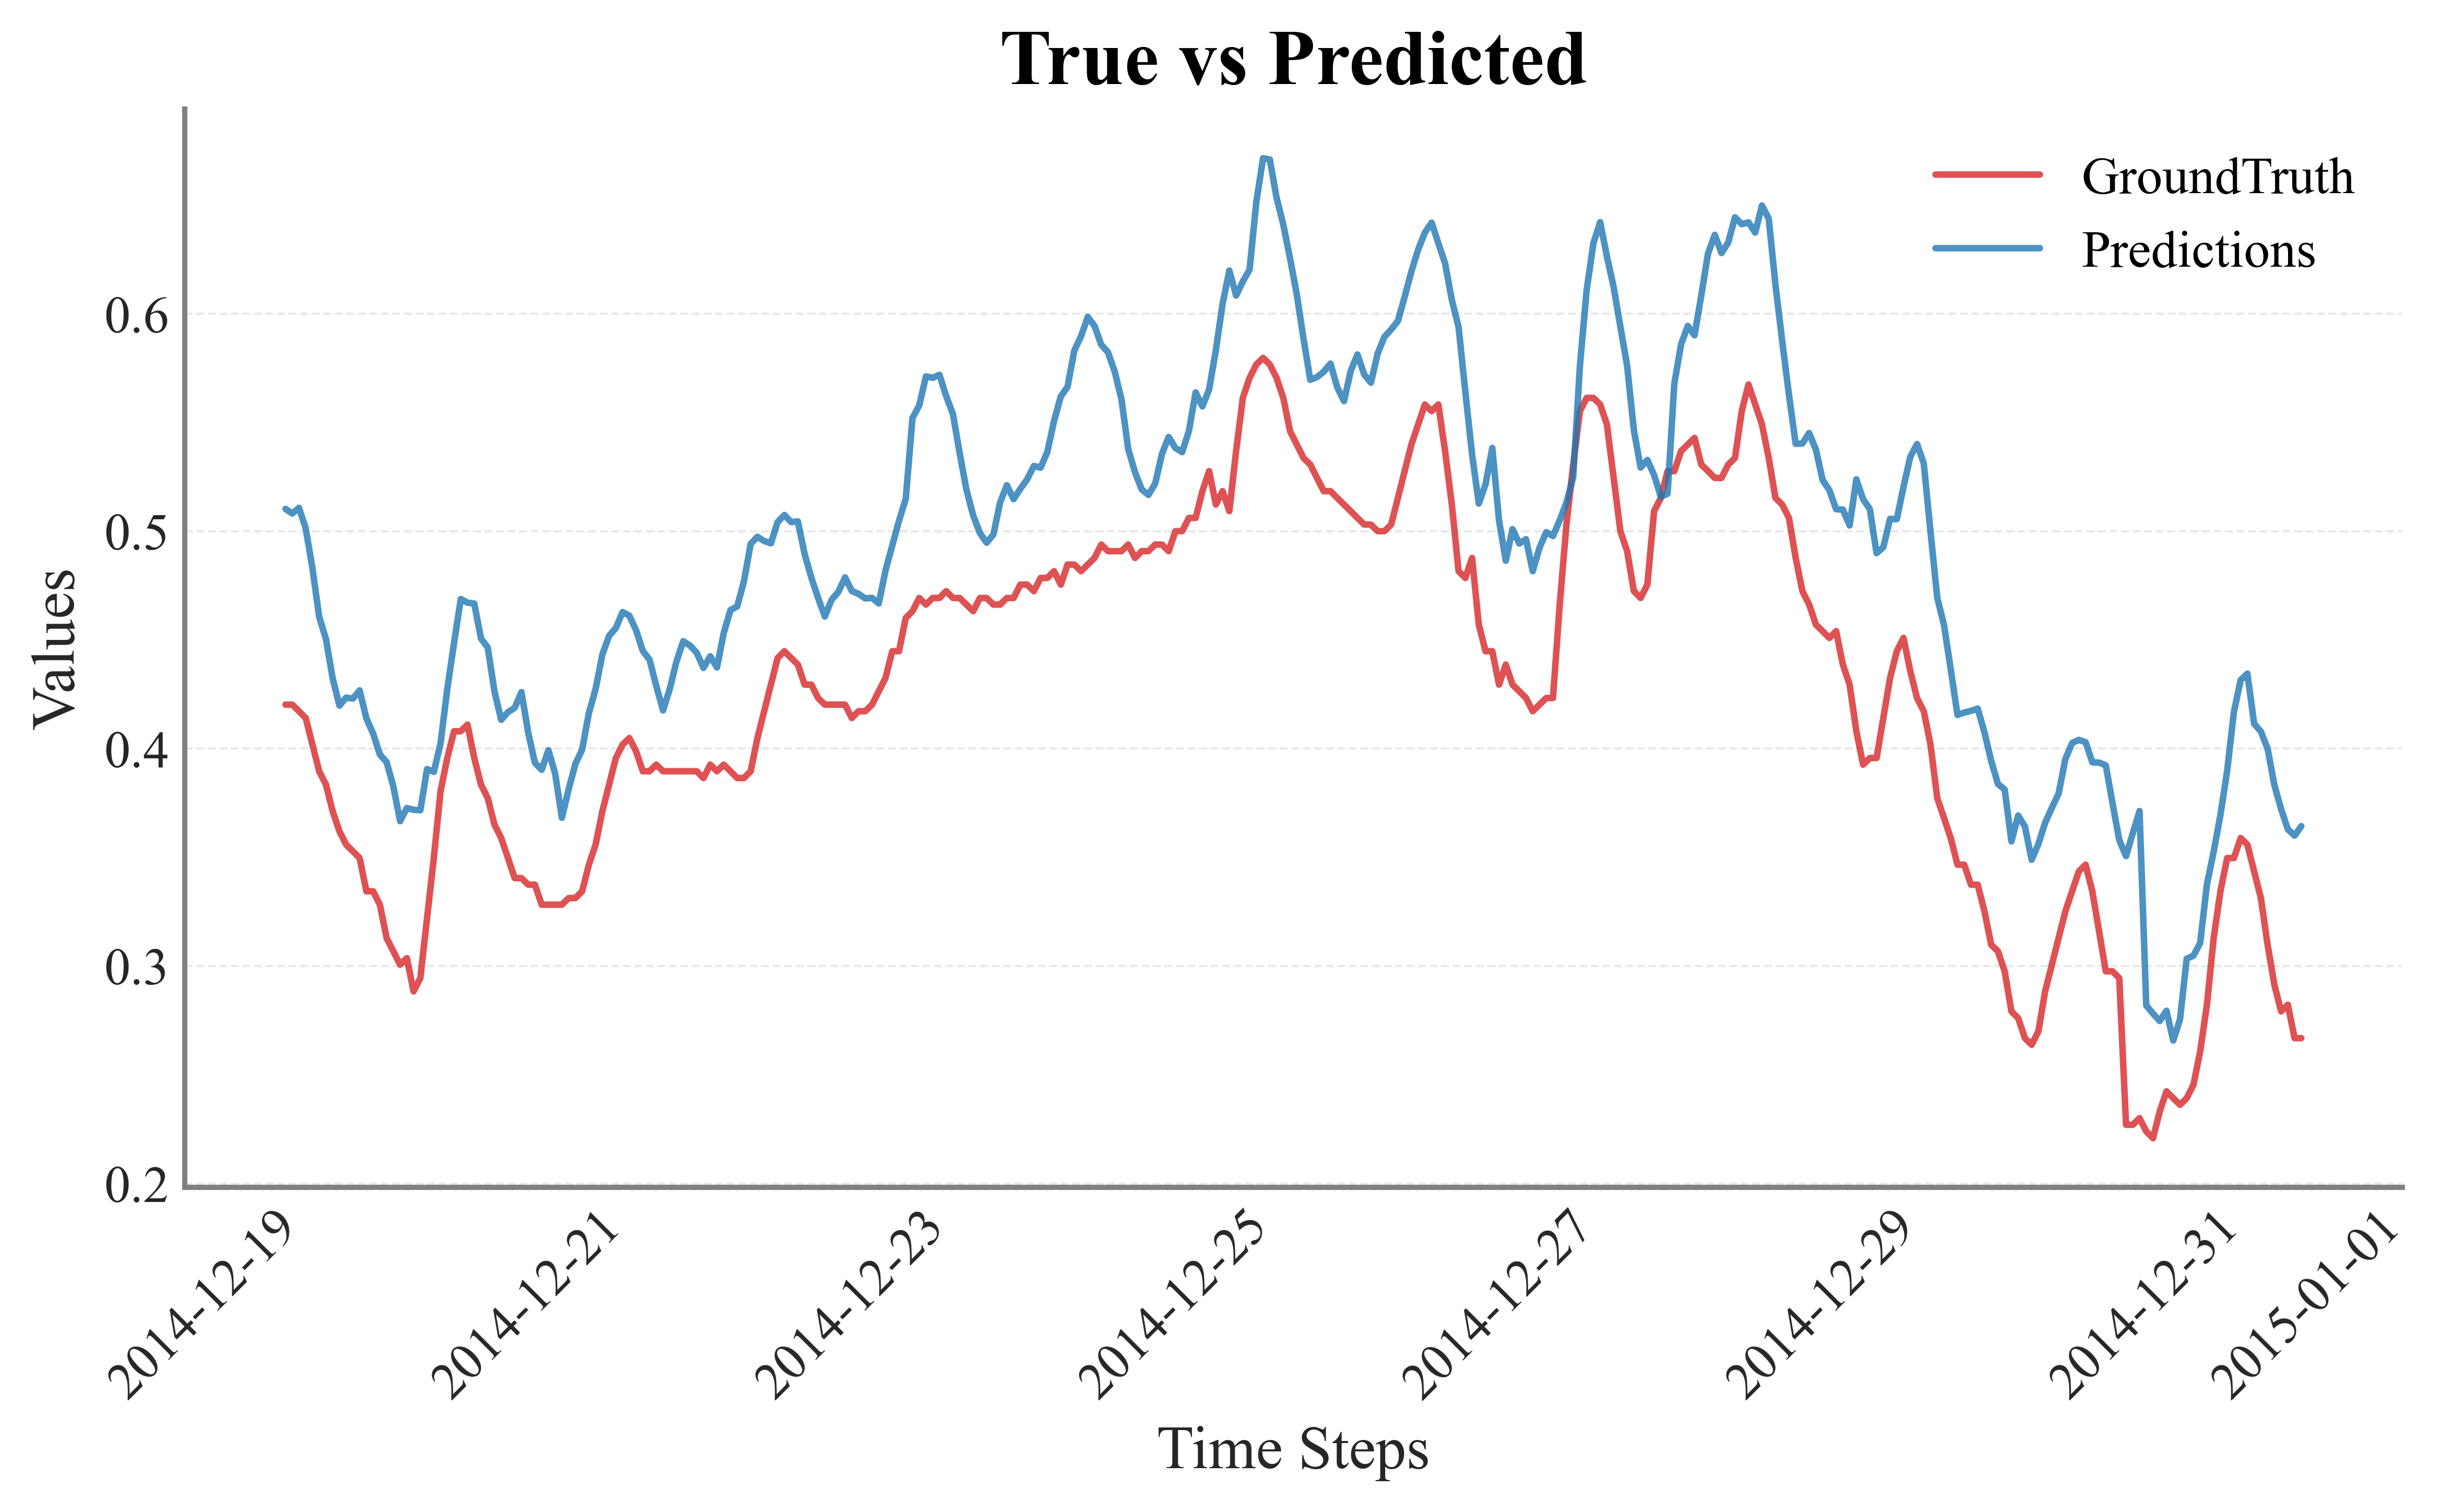 True vs Predicted
GroundTruth
Predictions
Values
0.6
0.5
0.4
0.3
0.2
2014-12-19
2014-12-21
2014-12-23
2014-12-25
2014-12-27
2014-12-29
2014-12-31
2015-01-01
Time Steps